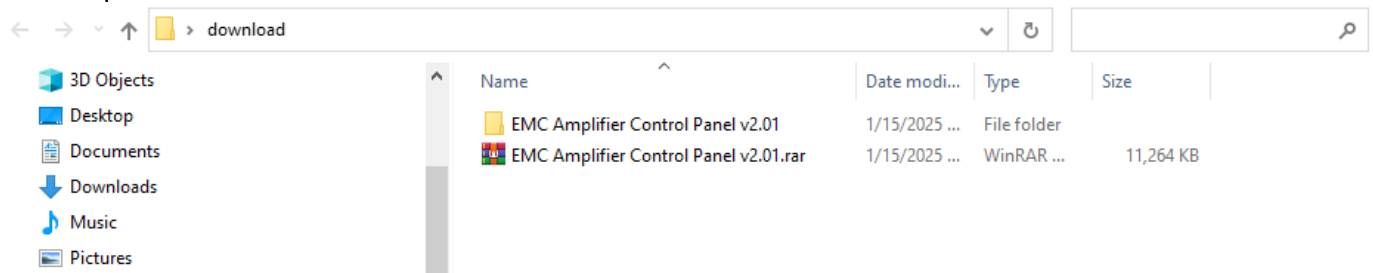 download
3D Objects
Desktop
Documents
Downloads
Music
Pictures
Name Date modi... Type Size
EMC Amplifier Control Panel v2.01 1/15/2025 ... File folder
EMC Amplifier Control Panel v2.01.rar 1/15/2025 ... WinRAR ... 11,264 KB